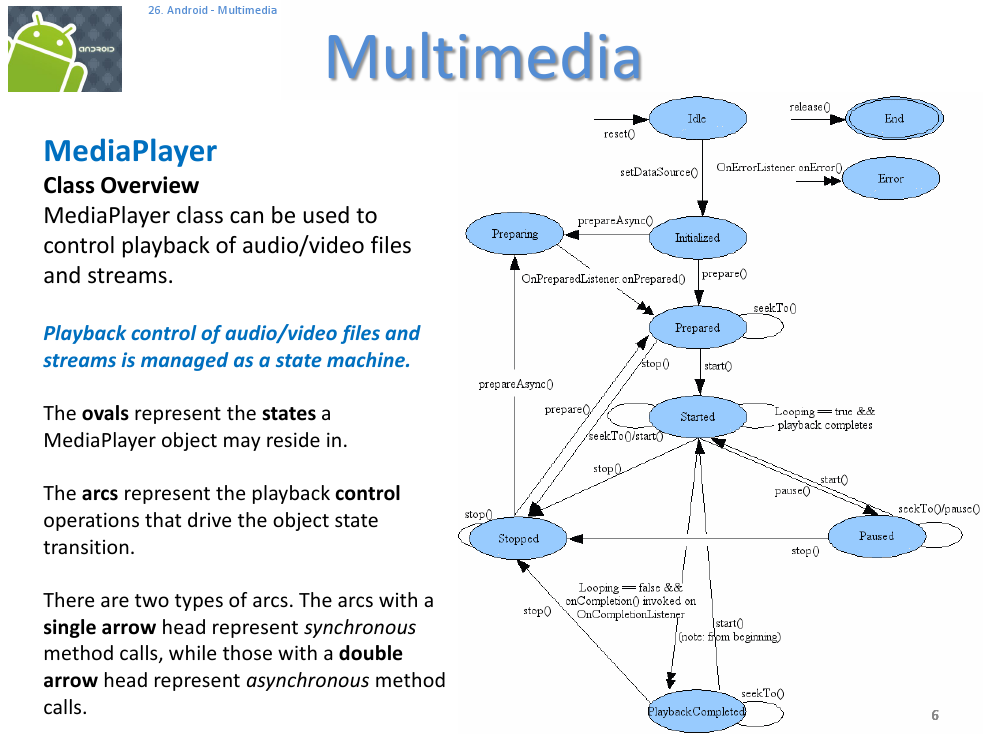 26. Android - Multimedia
ANDROID
Multimedia
MediaPlayer
Class Overview
MediaPlayer class can be used to
control playback of audio/video files
and streams.
Playback control of audio/video files and
streams is managed as a state machine.
The ovals represent the states a
MediaPlayer object may reside in.
The arcs represent the playback control
operations that drive the object state
transition.
There are two types of arcs. The arcs with a
single arrow head represent synchronous
method calls, while those with a double
arrow head represent asynchronous method
calls.
reset()
Idle
release()
End
setDataSource()
OnErrorListener.onError()
Error
Preparing
prepareAsync()
Initialized
OnPreparedListener.onPrepared()
prepare()
Prepared
seekTo()
stop()
start()
prepareAsync()
prepare()
Started
Looping == true &&
playback completes
seekTo()/start()
stop()
start()
pause()
seekTo()/pause()
stop()
Stopped
Paused
stop()
Looping == false &&
onCompletion() invoked on
OnCompletionListener
stop()
start()
(note: from beginning)
PlaybackCompleted
seekTo()
6